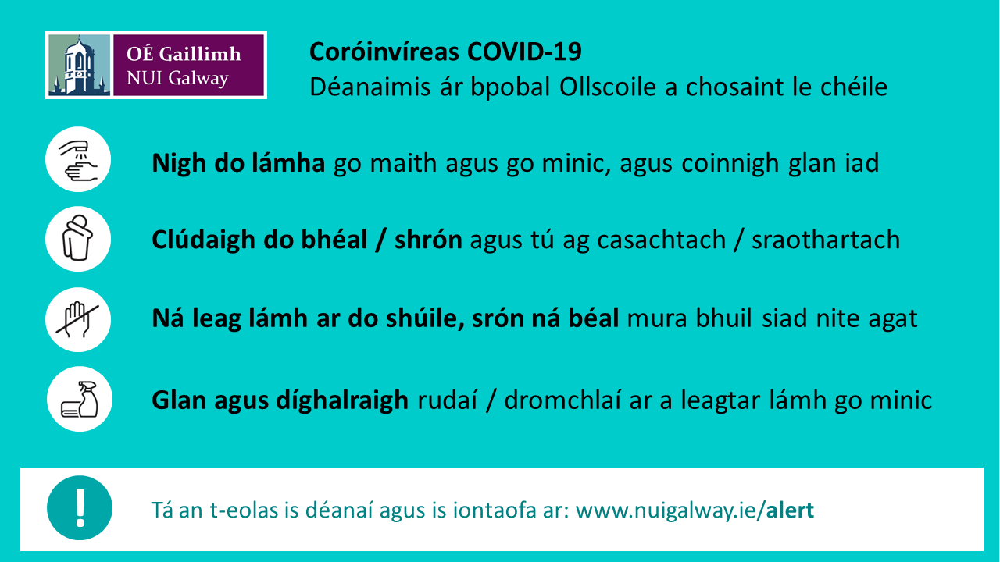 OÉ Gaillimh
NUI Galway
Coróinvíreas COVID-19
Déanaimis ár bpobal Ollscoile a chosaint le chéile
Nigh do lámha go maith agus go minic, agus coinnigh glan iad
Clúdaigh do bhéal / shrón agus tú ag casachtach / sraothartach
Ná leag lámh ar do shúile, srón ná béal mura bhuil siad nite agat
Glan agus díghalraigh rudaí / dromchlaí ar a leagtar lámh go minic
!
Tá an t-eolas is déanaí agus is iontaofa ar: www.nuigalway.ie/alert